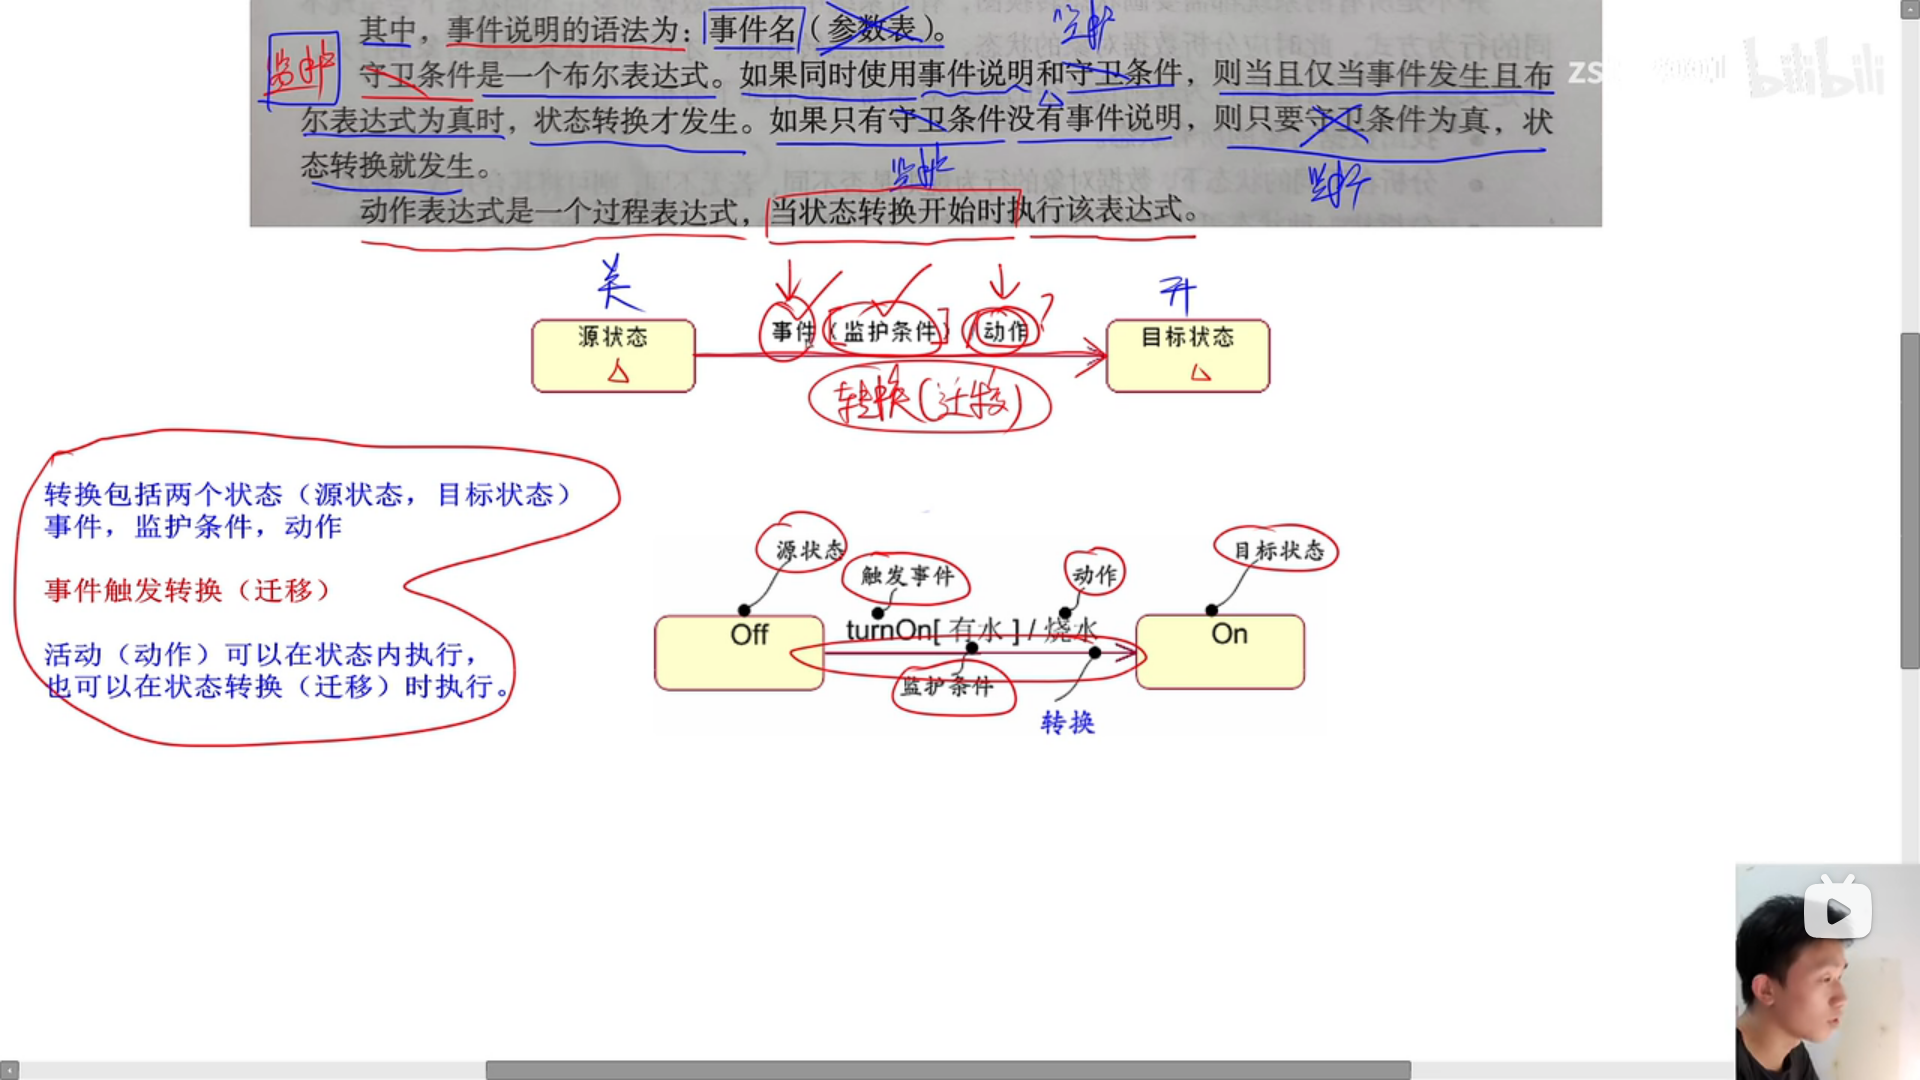 其中，事件说明的语法为：事件名（参数表）。
监护
监护
守卫条件是一个布尔表达式。如果同时使用事件说明和守卫条件，则当且仅当事件发生且布
尔表达式为真时，状态转换才发生。如果只有守卫条件没有事件说明，则只要守卫条件为真，状
态转换就发生。
监护
监护
动作表达式是一个过程表达式，当状态转换开始时执行该表达式。
bilibili
关
开
源状态
事件 [监护条件] / 动作 ?
目标状态
转换(迁移)
转换包括两个状态（源状态，目标状态）
事件，监护条件，动作
事件触发转换（迁移）
活动（动作）可以在状态内执行，
也可以在状态转换（迁移）时执行。
源状态
触发事件
动作
目标状态
Off
turnOn[ 有水 ] / 烧水
On
监护条件
转换